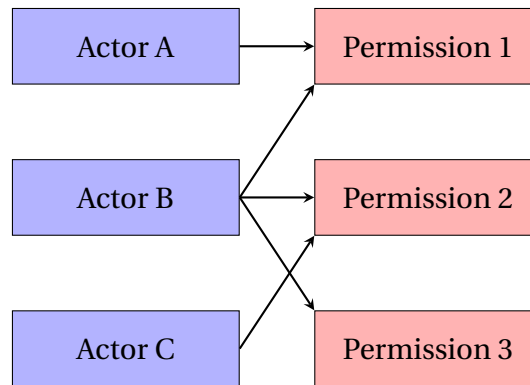 Actor A
Permission 1
Actor B
Permission 2
Actor C
Permission 3